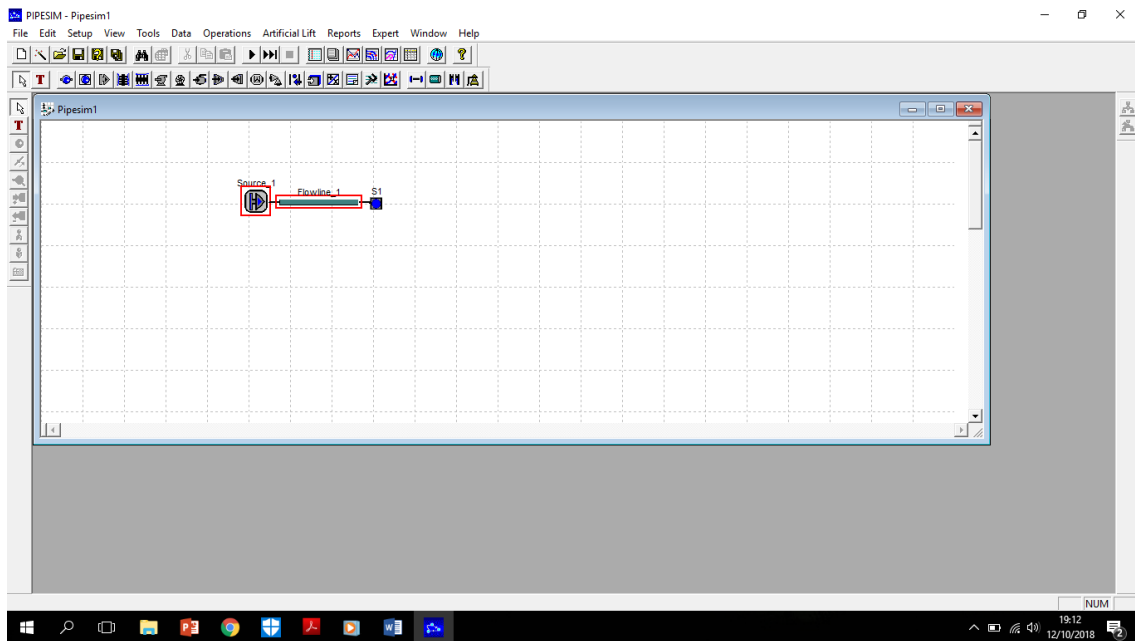 PIPESIM - Pipesim1
File Edit Setup View Tools Data Operations Artificial Lift Reports Expert Window Help
T
Pipesim1
T
Source_1
Flowline_1
S1
NUM
19:12
12/10/2018
2